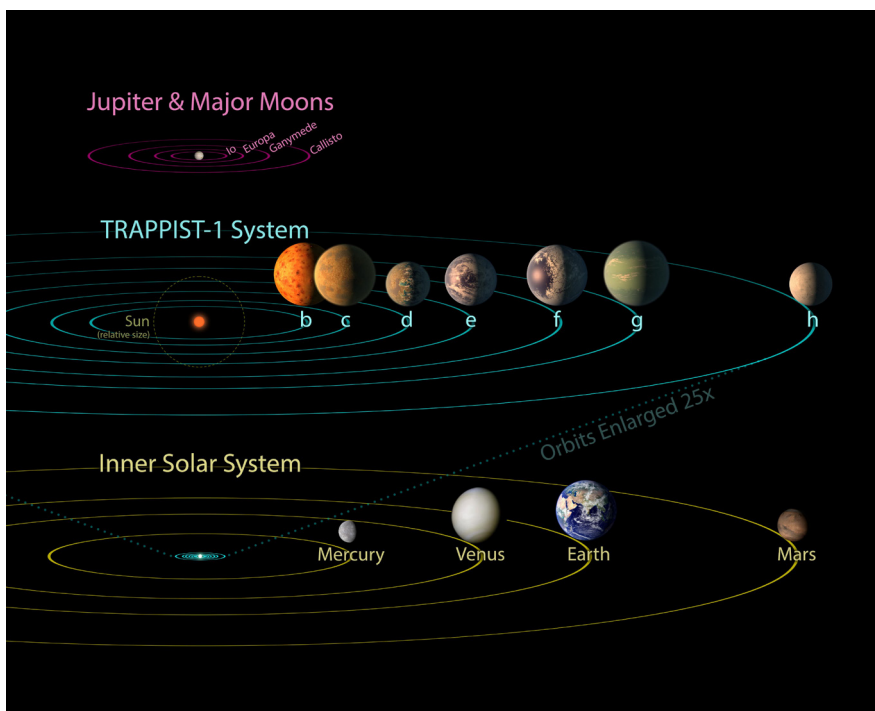 Jupiter & Major Moons
Io
Europa
Ganymede
Callisto
TRAPPIST-1 System
Sun
(relative size)
b
c
d
e
f
g
h
Orbits Enlarged 25x
Inner Solar System
Mercury
Venus
Earth
Mars